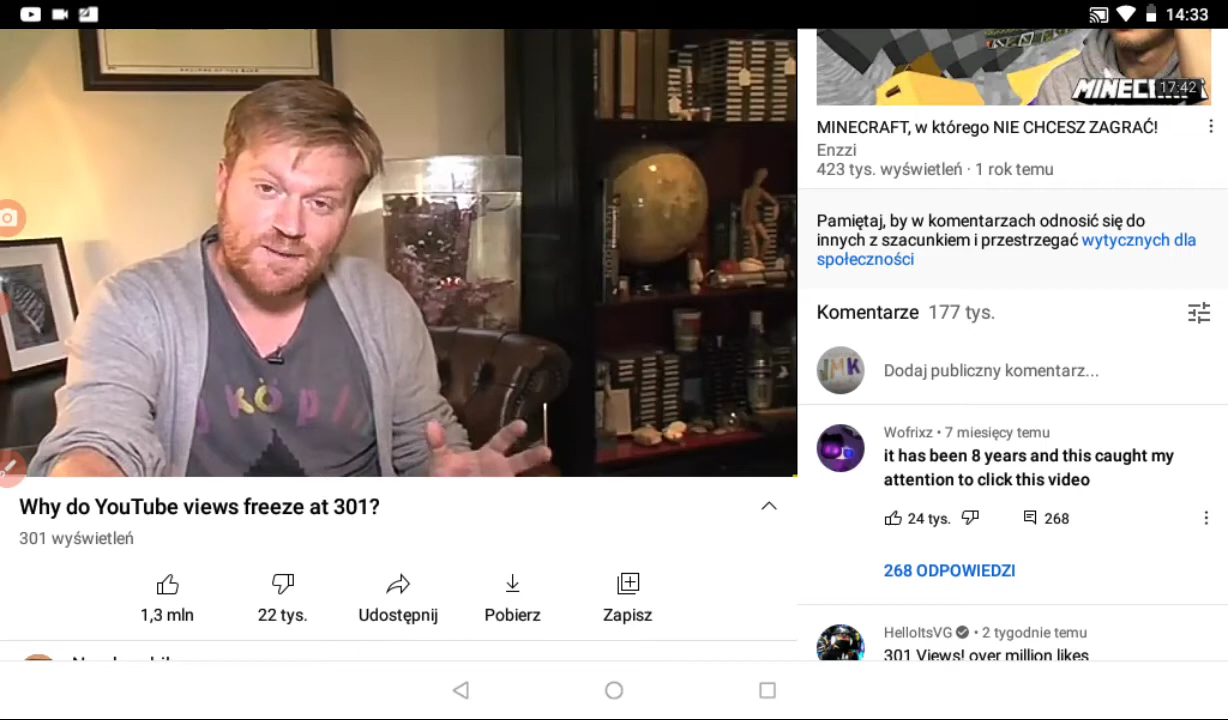 14:33
Why do YouTube views freeze at 301?
301 wyświetleń
1,3 mln
22 tys.
Udostępnij
Pobierz
Zapisz
MINECRAFT
17:42
MINECRAFT, w którego NIE CHCESZ ZAGRAĆ!
Enzzi
423 tys. wyświetleń · 1 rok temu
Pamiętaj, by w komentarzach odnosić się do
innych z szacunkiem i przestrzegać wytycznych dla
społeczności
Komentarze 177 tys.
JMK
Dodaj publiczny komentarz...
Wofrixz • 7 miesięcy temu
it has been 8 years and this caught my
attention to click this video
24 tys.
268
268 ODPOWIEDZI
HelloItsVG • 2 tygodnie temu
301 Views! over million likes